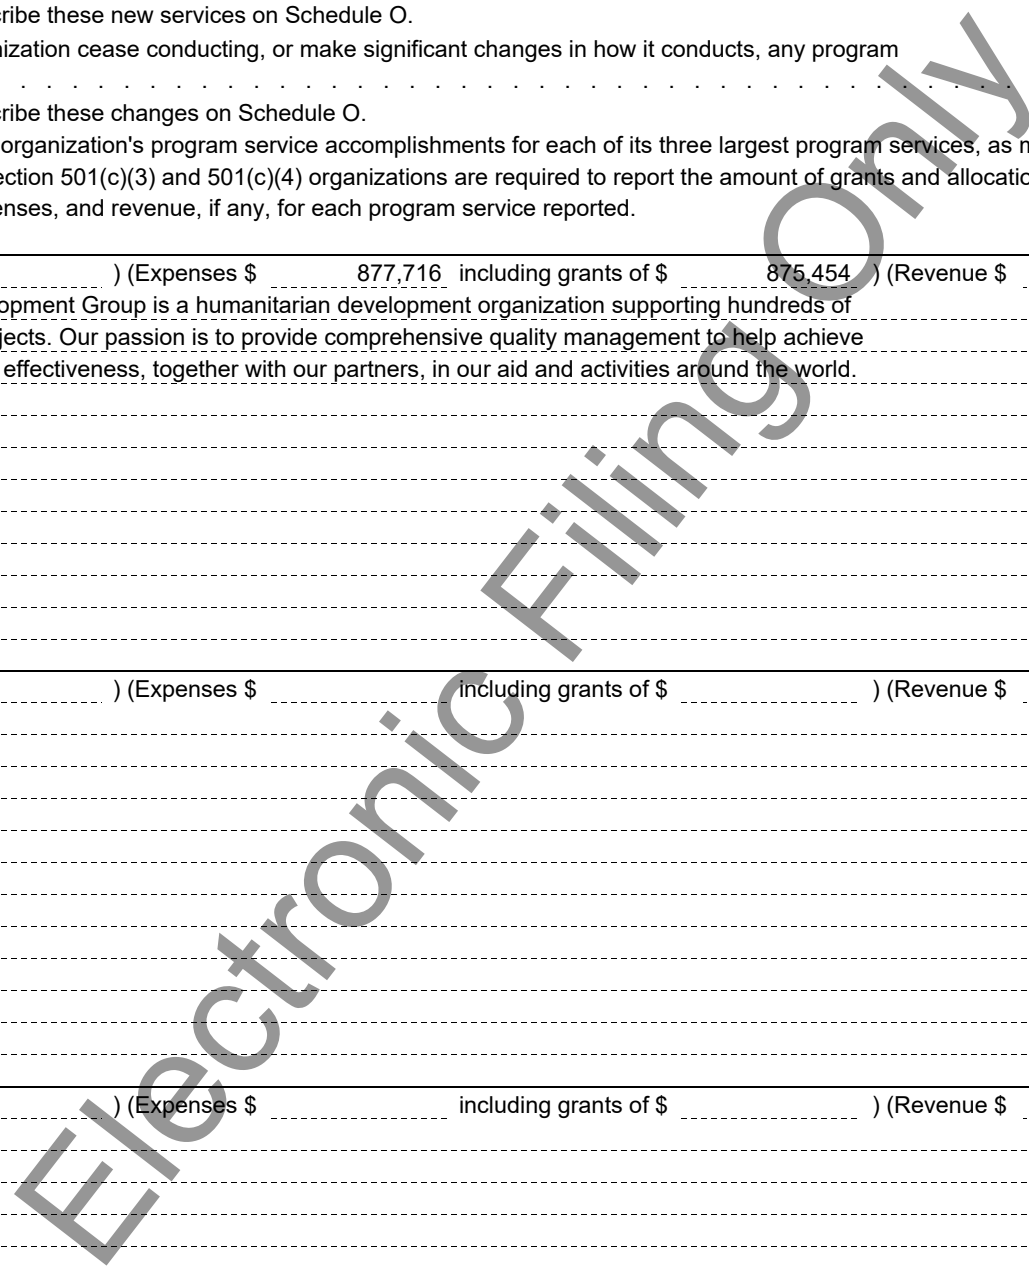 cribe these new services on Schedule O.
nization cease conducting, or make significant changes in how it conducts, any program
. . . . . . . . . . . . . . . . . . . . . . . . . . . . . . . . . . . . . . .
cribe these changes on Schedule O.
organization's program service accomplishments for each of its three largest program services, as m
ection 501(c)(3) and 501(c)(4) organizations are required to report the amount of grants and allocatio
enses, and revenue, if any, for each program service reported.
) (Expenses $ 877,716 including grants of $ 875,454 ) (Revenue $
opment Group is a humanitarian development organization supporting hundreds of
jects. Our passion is to provide comprehensive quality management to help achieve
effectiveness, together with our partners, in our aid and activities around the world.
) (Expenses $ including grants of $ ) (Revenue $
) (Expenses $ including grants of $ ) (Revenue $
Electronic Filing Only